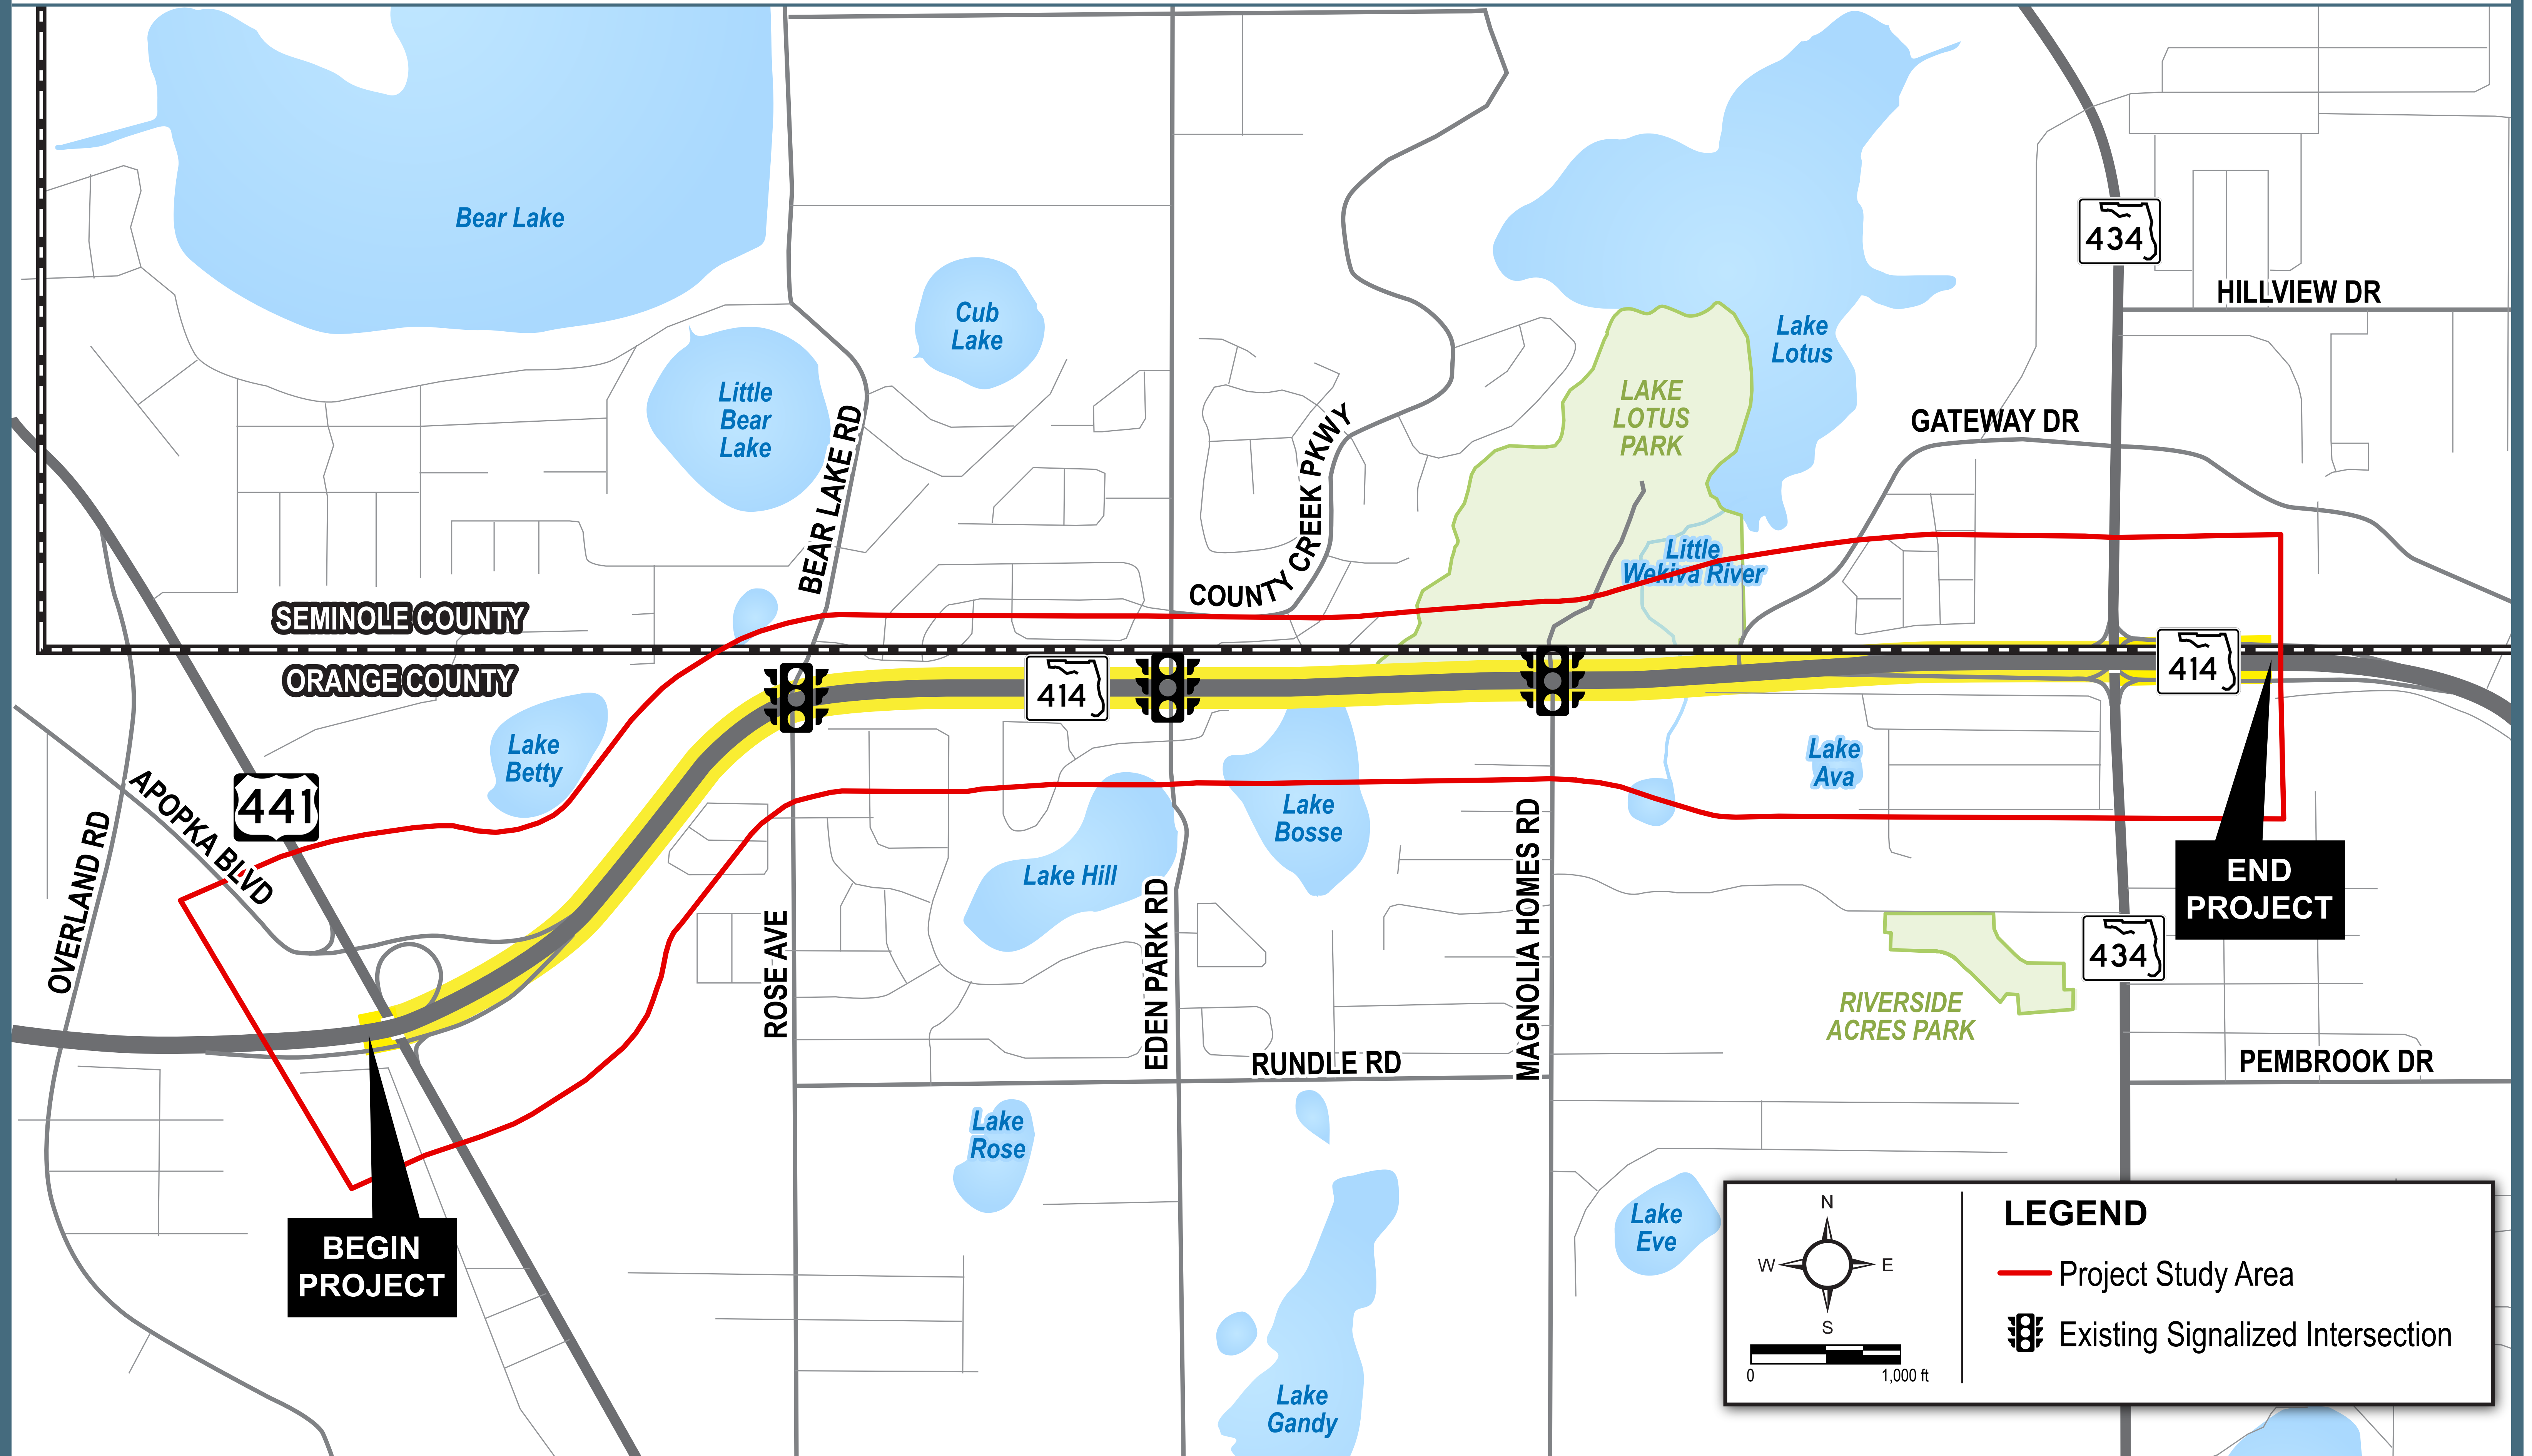 434
HILLVIEW DR
Bear Lake
Cub
Lake
Lake
Lotus
Little
Bear
Lake
LAKE
LOTUS
PARK
GATEWAY DR
BEAR LAKE RD
COUNTY CREEK PKWY
Little
Wekiva River
SEMINOLE COUNTY
ORANGE COUNTY
414
414
Lake
Betty
Lake
Ava
441
APOPKA BLVD
OVERLAND RD
Lake
Bosse
Lake Hill
END
PROJECT
ROSE AVE
EDEN PARK RD
MAGNOLIA HOMES RD
434
RIVERSIDE
ACRES PARK
RUNDLE RD
PEMBROOK DR
Lake
Rose
Lake
Eve
BEGIN
PROJECT
Lake
Gandy
N
W
E
S
0
1,000 ft
LEGEND
Project Study Area
Existing Signalized Intersection